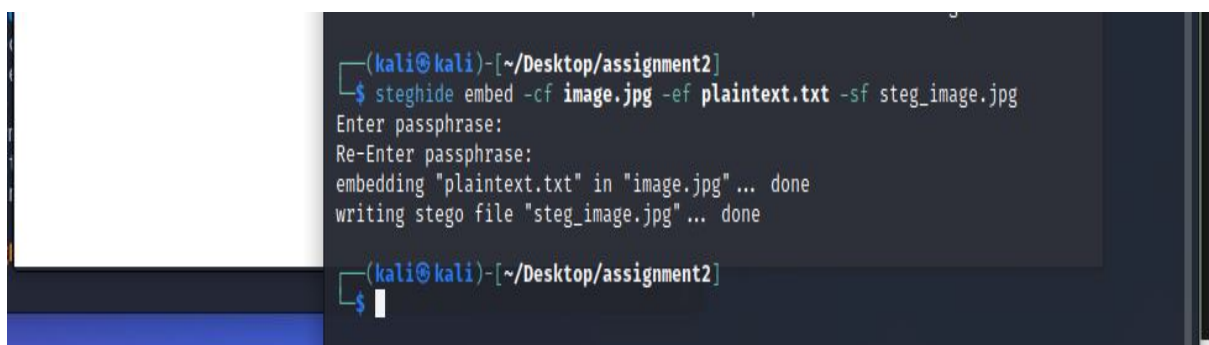 ┌──(kali㉿kali)-[~/Desktop/assignment2]
└─$ steghide embed -cf image.jpg -ef plaintext.txt -sf steg_image.jpg
Enter passphrase:
Re-Enter passphrase:
embedding "plaintext.txt" in "image.jpg"... done
writing stego file "steg_image.jpg"... done
┌──(kali㉿kali)-[~/Desktop/assignment2]
└─$